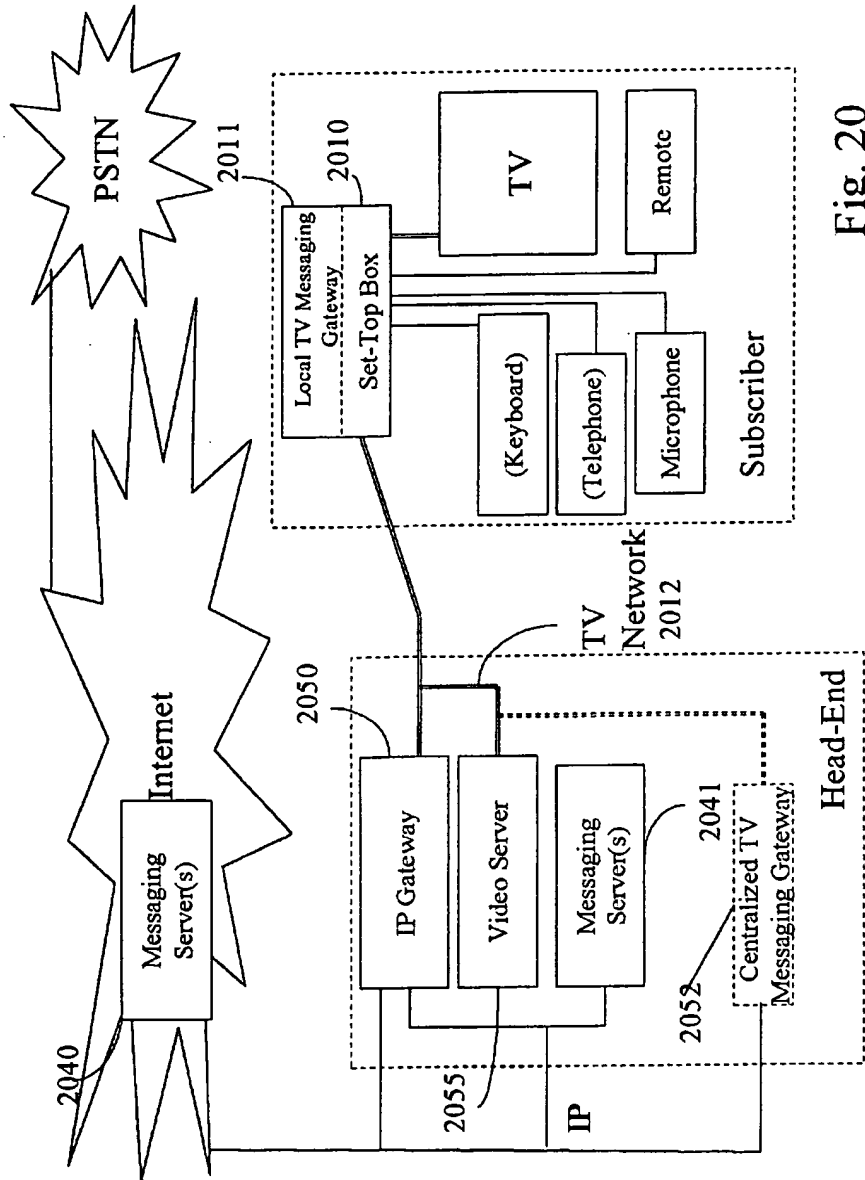 PSTN
Internet
Messaging
Server(s)
2040
2011
2010
Local TV Messaging
Gateway
Set-Top Box
TV
Remote
(Keyboard)
(Telephone)
Microphone
Subscriber
TV
Network
2012
2050
IP Gateway
Video Server
Messaging
Server(s)
2041
2055
IP
2052
Centralized TV
Messaging Gateway
Head-End
Fig. 20